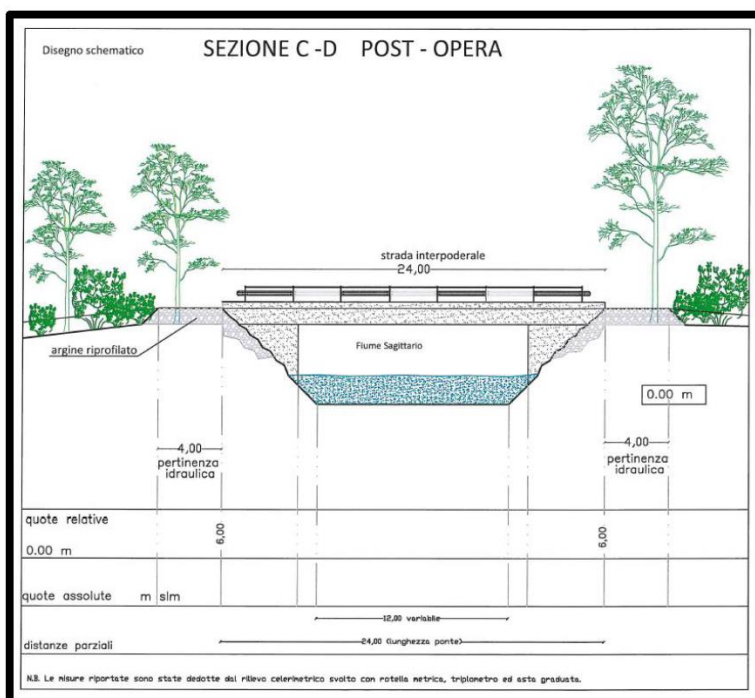 Disegno schematico
SEZIONE C -D POST - OPERA
strada interpoderale
24,00
argine riprofilato
Fiume Sagittario
0.00 m
4,00
pertinenza
idraulica
4,00
pertinenza
idraulica
quote relative
0.00 m
6,00
6,00
quote assolute m slm
12,00 variabile
distanze parziali
24,00 (lunghezza ponte)
N.B. Le misure riportate sono state dedotte dal rilievo celerimetrico svolto con rotella metrica, triplometro ed asta graduata.